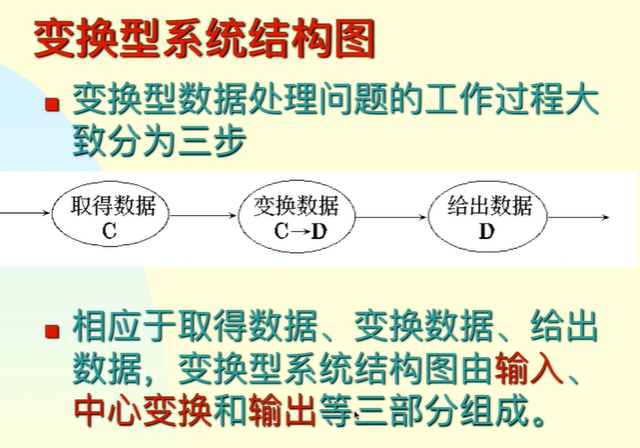 变换型系统结构图
变换型数据处理问题的工作过程大
致分为三步
取得数据
C
变换数据
C→D
给出数据
D
相应于取得数据、变换数据、给出
数据，变换型系统结构图由输入、
中心变换和输出等三部分组成。